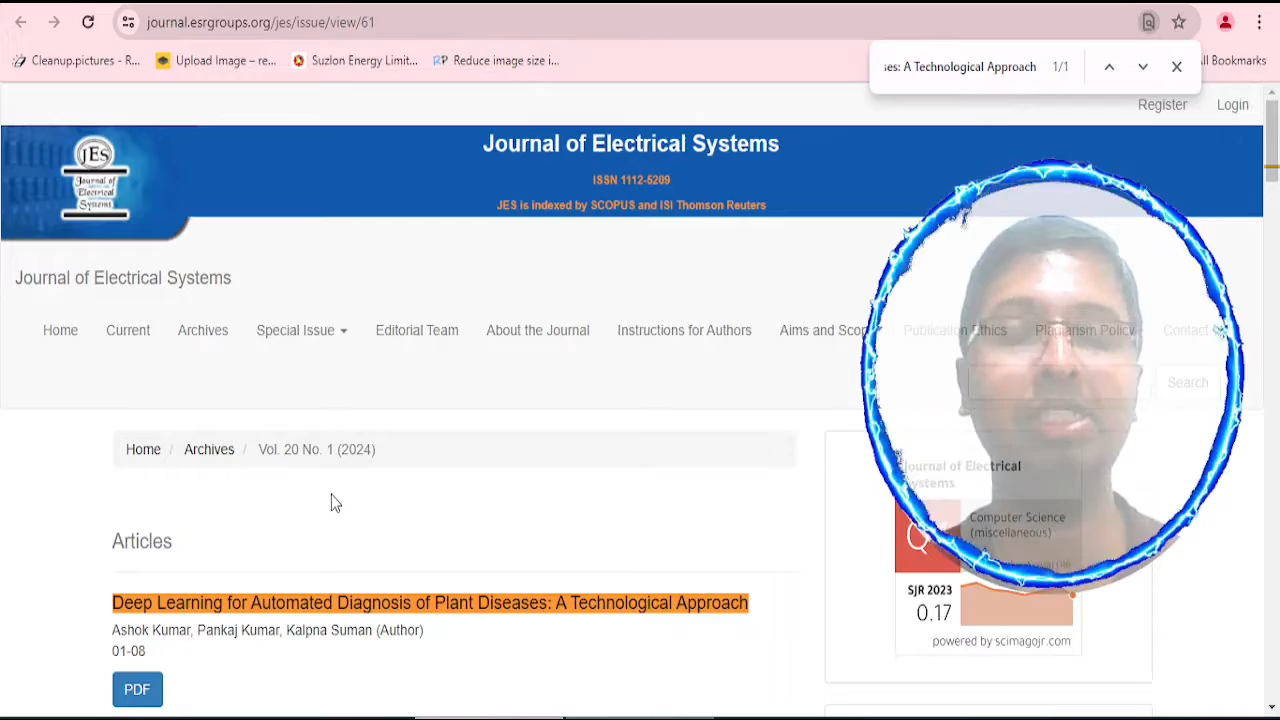 journal.esrgroups.org/jes/issue/view/61
Cleanup.pictures - R... Upload Image – re... Suzlon Energy Limit... RP Reduce image size i... All Bookmarks
ses: A Technological Approach 1/1
Register Login
JES
Journal of
Electrical
Systems
Journal of Electrical Systems
ISSN 1112-5209
JES is indexed by SCOPUS and ISI Thomson Reuters
Journal of Electrical Systems
Home Current Archives Special Issue Editorial Team About the Journal Instructions for Authors Aims and Scop Publication Ethics Plagiarism Policy Contact
Search
Home / Archives / Vol. 20 No. 1 (2024)
Journal of Electrical
Systems
Articles
Computer Science
(miscellaneous)
Q
SJR 2023
0.17
powered by scimagojr.com
Deep Learning for Automated Diagnosis of Plant Diseases: A Technological Approach
Ashok Kumar, Pankaj Kumar, Kalpna Suman (Author)
01-08
PDF